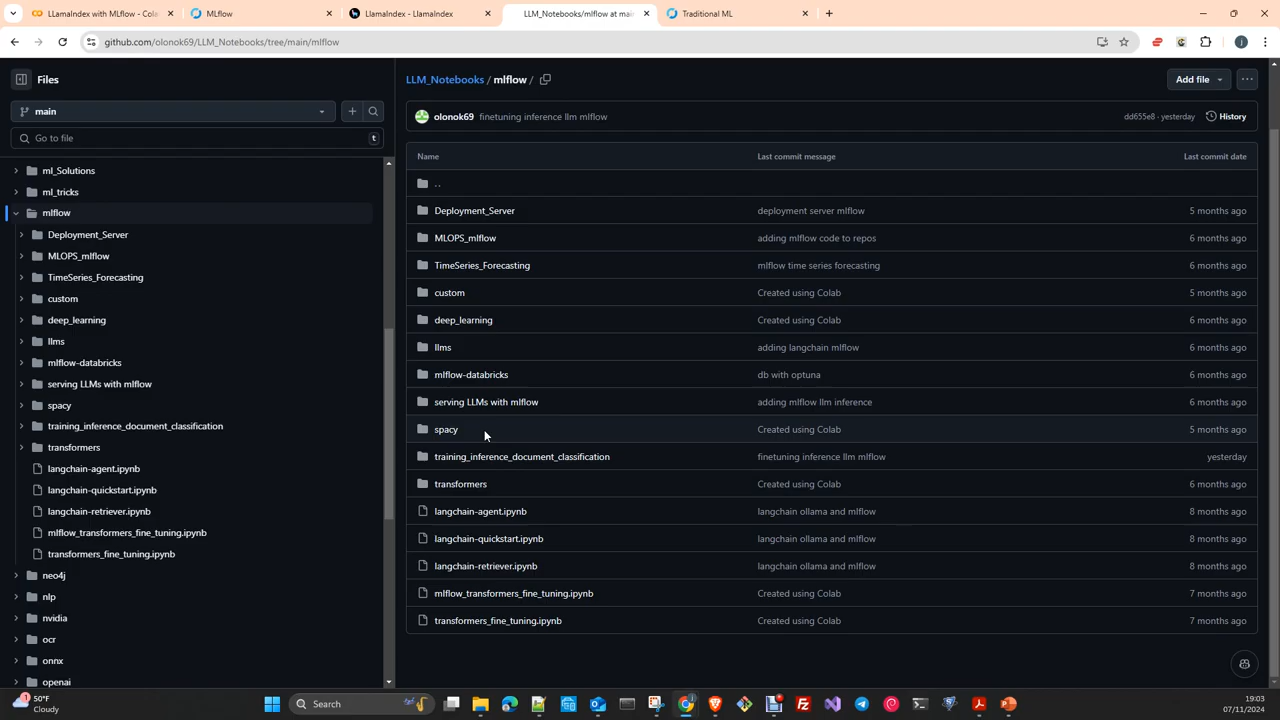 LLamaIndex with MLflow - Cola
MLflow
LlamaIndex - LlamaIndex
LLM_Notebooks/mlflow at main
Traditional ML
github.com/olonok69/LLM_Notebooks/tree/main/mlflow
Files
main
Go to file
t
ml_Solutions
ml_tricks
mlflow
Deployment_Server
MLOPS_mlflow
TimeSeries_Forecasting
custom
deep_learning
llms
mlflow-databricks
serving LLMs with mlflow
spacy
training_inference_document_classification
transformers
langchain-agent.ipynb
langchain-quickstart.ipynb
langchain-retriever.ipynb
mlflow_transformers_fine_tuning.ipynb
transformers_fine_tuning.ipynb
neo4j
nlp
nvidia
ocr
onnx
openai
LLM_Notebooks / mlflow /
Add file
olonok69 finetuning inference llm mlflow
dd655e8 · yesterday
History
Name Last commit message Last commit date
..
Deployment_Server deployment server mlflow 5 months ago
MLOPS_mlflow adding mlflow code to repos 6 months ago
TimeSeries_Forecasting mlflow time series forecasting 6 months ago
custom Created using Colab 5 months ago
deep_learning Created using Colab 6 months ago
llms adding langchain mlflow 6 months ago
mlflow-databricks db with optuna 6 months ago
serving LLMs with mlflow adding mlflow llm inference 6 months ago
spacy Created using Colab 5 months ago
training_inference_document_classification finetuning inference llm mlflow yesterday
transformers Created using Colab 6 months ago
langchain-agent.ipynb langchain ollama and mlflow 8 months ago
langchain-quickstart.ipynb langchain ollama and mlflow 8 months ago
langchain-retriever.ipynb langchain ollama and mlflow 8 months ago
mlflow_transformers_fine_tuning.ipynb Created using Colab 7 months ago
transformers_fine_tuning.ipynb Created using Colab 7 months ago
50°F
Cloudy
Search
19:03
07/11/2024